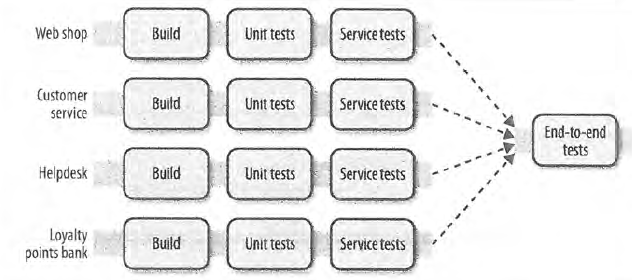 Web shop
Build
Unit tests
Service tests
Customer
service
Build
Unit tests
Service tests
End-to-end
tests
Helpdesk
Build
Unit tests
Service tests
Loyalty
points bank
Build
Unit tests
Service tests